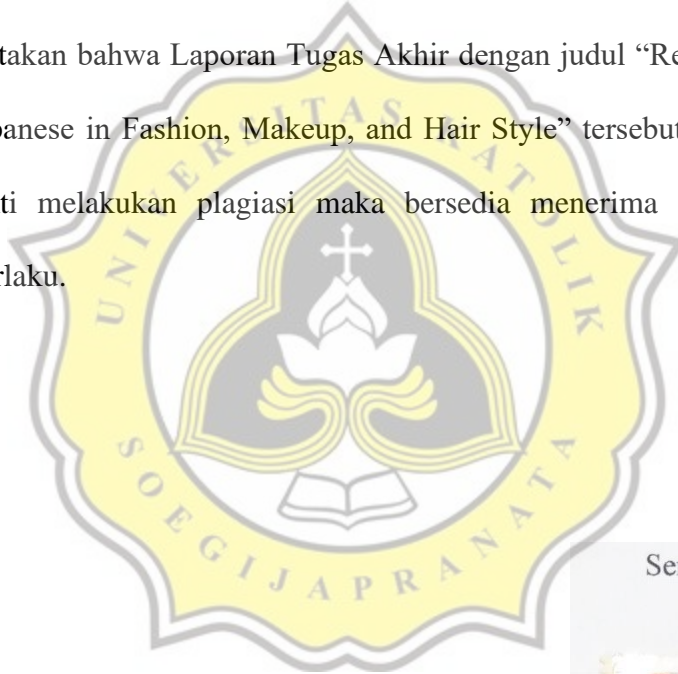 takan bahwa Laporan Tugas Akhir dengan judul “Re
panese in Fashion, Makeup, and Hair Style” tersebut
ti melakukan plagiasi maka bersedia menerima
rlaku.
UNIVERSITAS KATOLIK
SOEGIJAPRANATA
Se